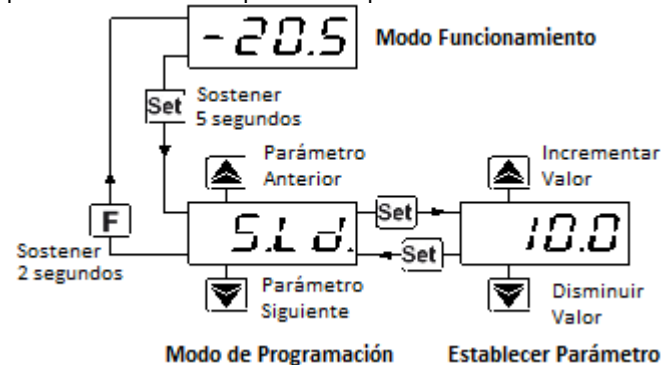 -20.5
Modo Funcionamiento
Set
Sostener
5 segundos
Parámetro
Anterior
Incrementar
Valor
F
Sostener
2 segundos
S.L d.
Set
Set
10.0
Parámetro
Siguiente
Disminuir
Valor
Modo de Programación
Establecer Parámetro